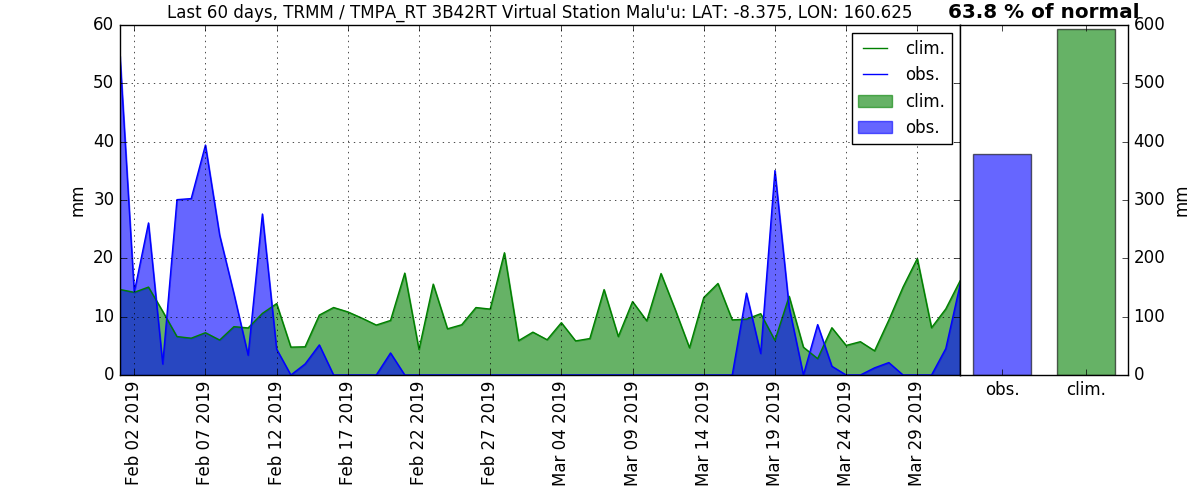 Last 60 days, TRMM / TMPA_RT 3B42RT Virtual Station Malu'u: LAT: -8.375, LON: 160.625
63.8 % of normal
60
50
40
30
20
10
0
mm
clim.
obs.
clim.
obs.
600
500
400
300
200
100
0
mm
obs.
clim.
Feb 02 2019
Feb 07 2019
Feb 12 2019
Feb 17 2019
Feb 22 2019
Feb 27 2019
Mar 04 2019
Mar 09 2019
Mar 14 2019
Mar 19 2019
Mar 24 2019
Mar 29 2019